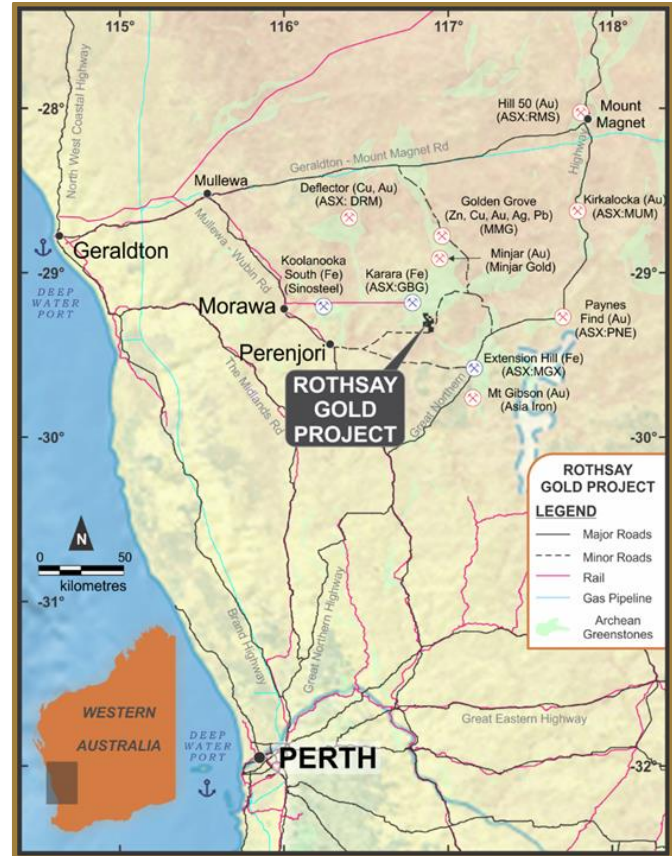 115°
116°
117°
118°
-28°
North West Coastal Highway
Hill 50 (Au)
(ASX:RMS)
Mount
Magnet
Highway
Geraldton - Mount Magnet Rd
Mullewa
Deflector (Cu, Au)
(ASX: DRM)
Golden Grove
(Zn, Cu, Au, Ag, Pb)
(MMG)
Kirkalocka (Au)
(ASX:MUM)
Geraldton
Mullewa - Wubin Rd
Minjar (Au)
(Minjar Gold)
-29°
DEEP
WATER
PORT
Koolanooka
South (Fe)
(Sinosteel)
Karara (Fe)
(ASX:GBG)
Morawa
Paynes
Find (Au)
(ASX:PNE)
Perenjori
Extension Hill (Fe)
(ASX:MGX)
The Midlands Rd
ROTHSAY
GOLD
PROJECT
Great Northern
Mt Gibson (Au)
(Asia Iron)
-30°
ROTHSAY
GOLD PROJECT
LEGEND
Major Roads
Minor Roads
Rail
Gas Pipeline
Archean
Greenstones
N
0 50
kilometres
-31°
Brand Highway
Great Northern Highway
WESTERN
AUSTRALIA
DEEP
WATER
PORT
Great Eastern Highway
PERTH
-32°